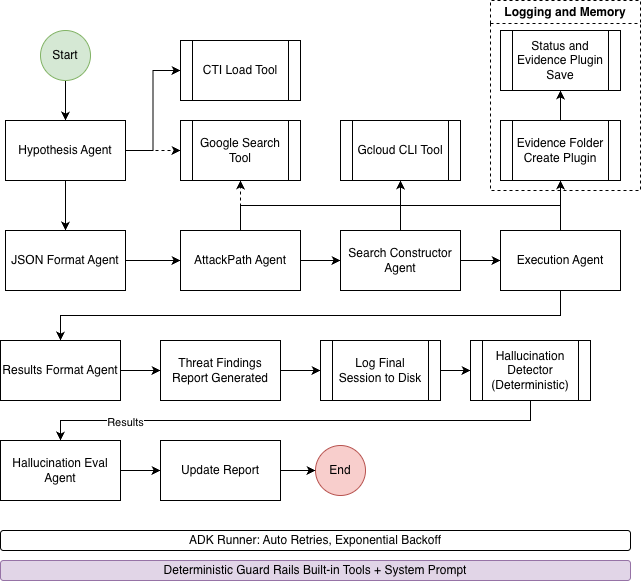 Logging and Memory
Start
CTI Load Tool
Status and
Evidence Plugin
Save
Hypothesis Agent
Google Search
Tool
Gcloud CLI Tool
Evidence Folder
Create Plugin
JSON Format Agent
AttackPath Agent
Search Constructor
Agent
Execution Agent
Results Format Agent
Threat Findings
Report Generated
Log Final
Session to Disk
Hallucination
Detector
(Deterministic)
Results
Hallucination Eval
Agent
Update Report
End
ADK Runner: Auto Retries, Exponential Backoff
Deterministic Guard Rails Built-in Tools + System Prompt